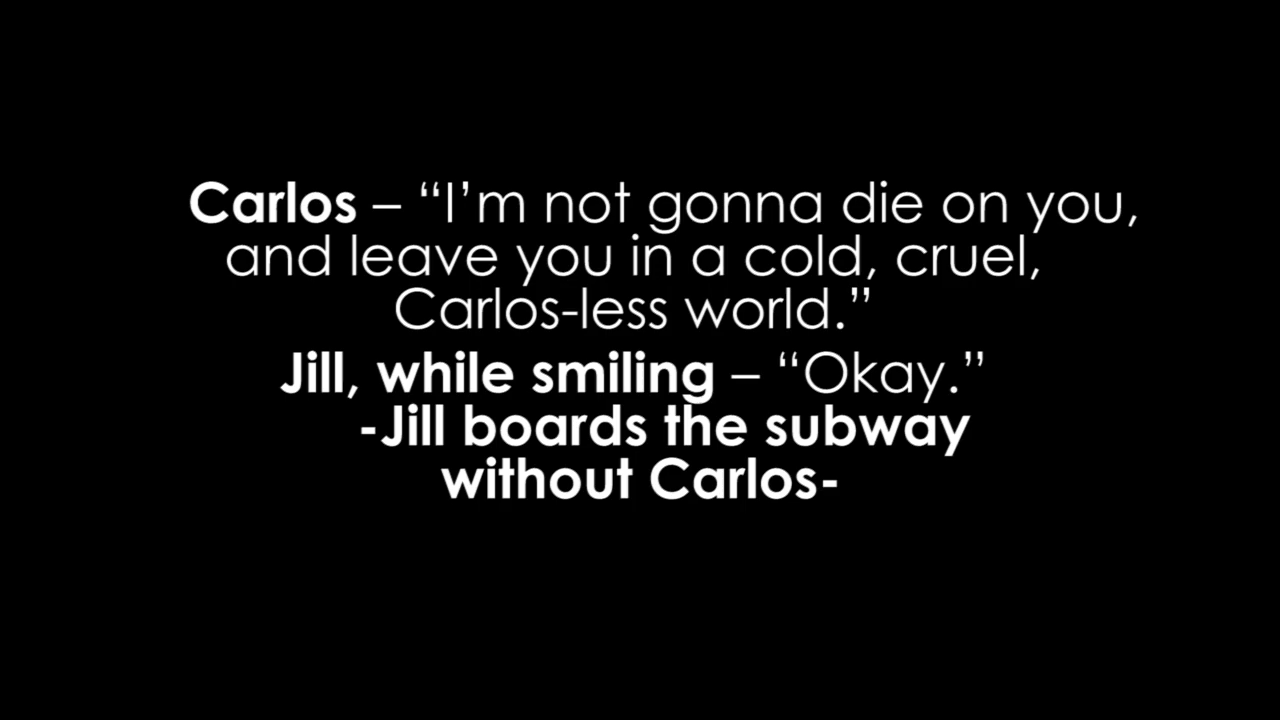 Carlos – “I’m not gonna die on you,
and leave you in a cold, cruel,
Carlos-less world.”
Jill, while smiling – “Okay.”
-Jill boards the subway
without Carlos-